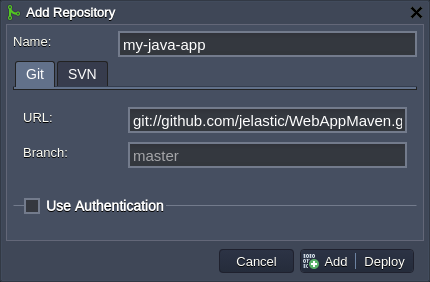 Add Repository
Name:
my-java-app
Git
SVN
URL:
git://github.com/jelastic/WebAppMaven.g
Branch:
master
Use Authentication
Cancel
Add
Deploy